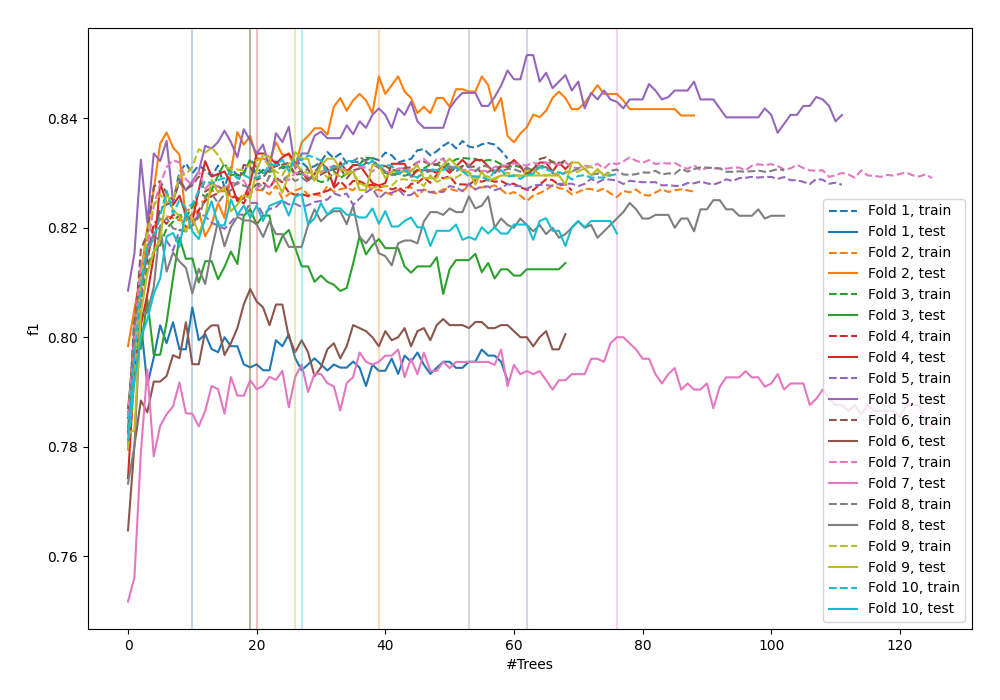 f1
0.84
0.82
0.80
0.78
0.76
0 20 40 60 80 100 120
#Trees
Fold 1, train
Fold 1, test
Fold 2, train
Fold 2, test
Fold 3, train
Fold 3, test
Fold 4, train
Fold 4, test
Fold 5, train
Fold 5, test
Fold 6, train
Fold 6, test
Fold 7, train
Fold 7, test
Fold 8, train
Fold 8, test
Fold 9, train
Fold 9, test
Fold 10, train
Fold 10, test